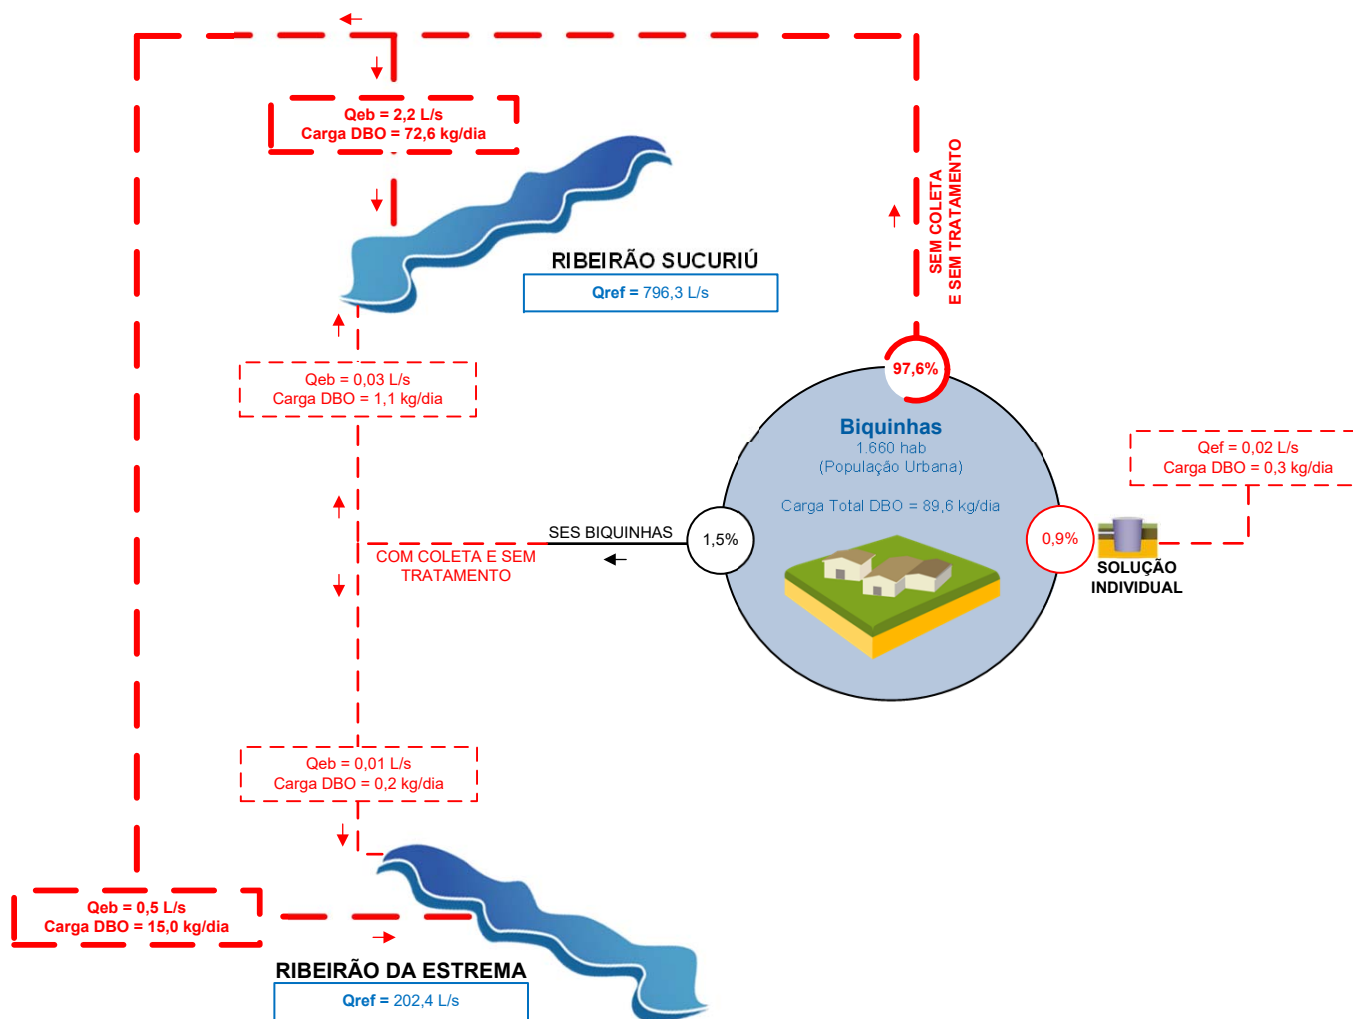 Qeb = 2,2 L/s
Carga DBO = 72,6 kg/dia
SEM COLETA
E SEM TRATAMENTO
RIBEIRÃO SUCURIÚ
Qref = 796,3 L/s
Qeb = 0,03 L/s
Carga DBO = 1,1 kg/dia
97,6%
Biquinhas
1.660 hab
(População Urbana)
Carga Total DBO = 89,6 kg/dia
Qef = 0,02 L/s
Carga DBO = 0,3 kg/dia
SES BIQUINHAS
1,5%
0,9%
COM COLETA E SEM
TRATAMENTO
SOLUÇÃO
INDIVIDUAL
Qeb = 0,01 L/s
Carga DBO = 0,2 kg/dia
Qeb = 0,5 L/s
Carga DBO = 15,0 kg/dia
RIBEIRÃO DA ESTREMA
Qref = 202,4 L/s